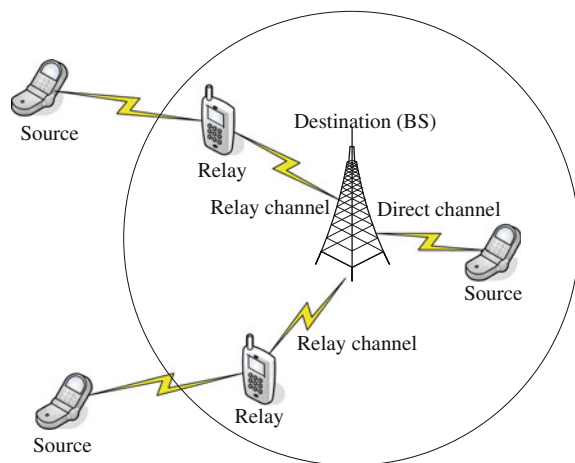 Source
Relay
Destination (BS)
Relay channel
Direct channel
Source
Relay channel
Relay
Source